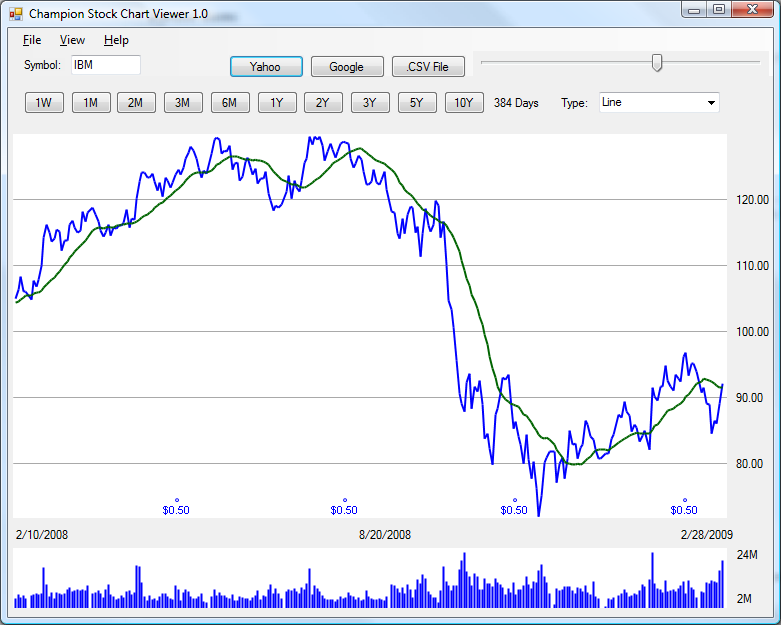 Champion Stock Chart Viewer 1.0
File View Help
Symbol: IBM Yahoo Google .CSV File
1W 1M 2M 3M 6M 1Y 2Y 3Y 5Y 10Y 384 Days Type: Line
120.00
110.00
100.00
90.00
80.00
$0.50 $0.50 $0.50 $0.50
2/10/2008 8/20/2008 2/28/2009
24M
2M